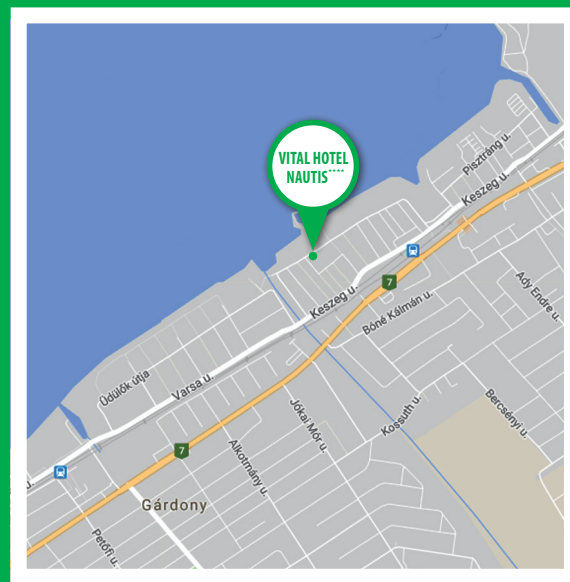 VITAL HOTEL
NAUTIS****
Pisztráng u.
Keszeg u.
7
Ady Endre u.
Keszeg u.
Bóné Kálmán u.
Üdülők útja
Varsa u.
Bercsényi u.
Jókai Mór u.
Kossuth u.
7
Alkotmány u.
u.
Gárdony
Petőfi u.